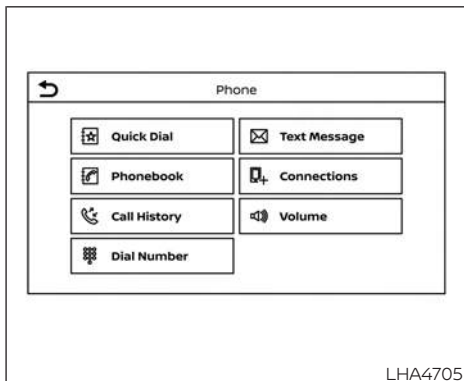 Phone
Quick Dial
Text Message
Phonebook
Connections
Call History
Volume
Dial Number
LHA4705